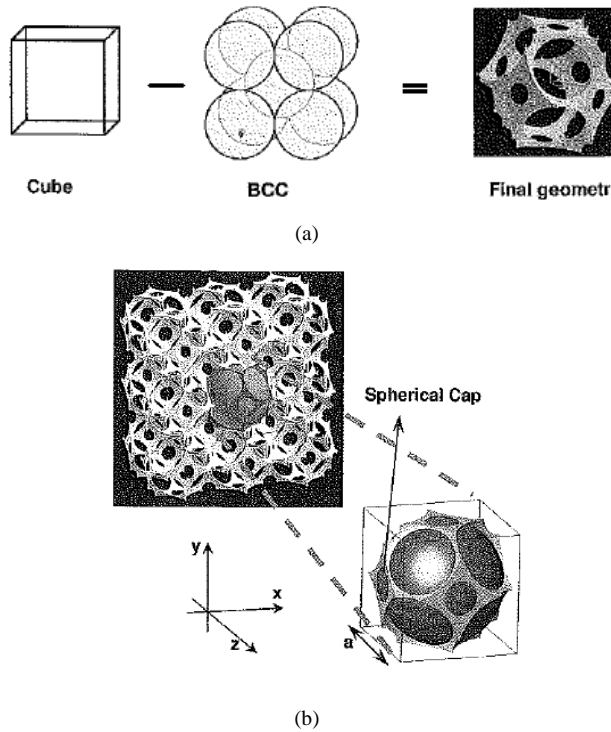 Cube
BCC
Final geometr
(a)
Spherical Cap
y
x
z
a
(b)